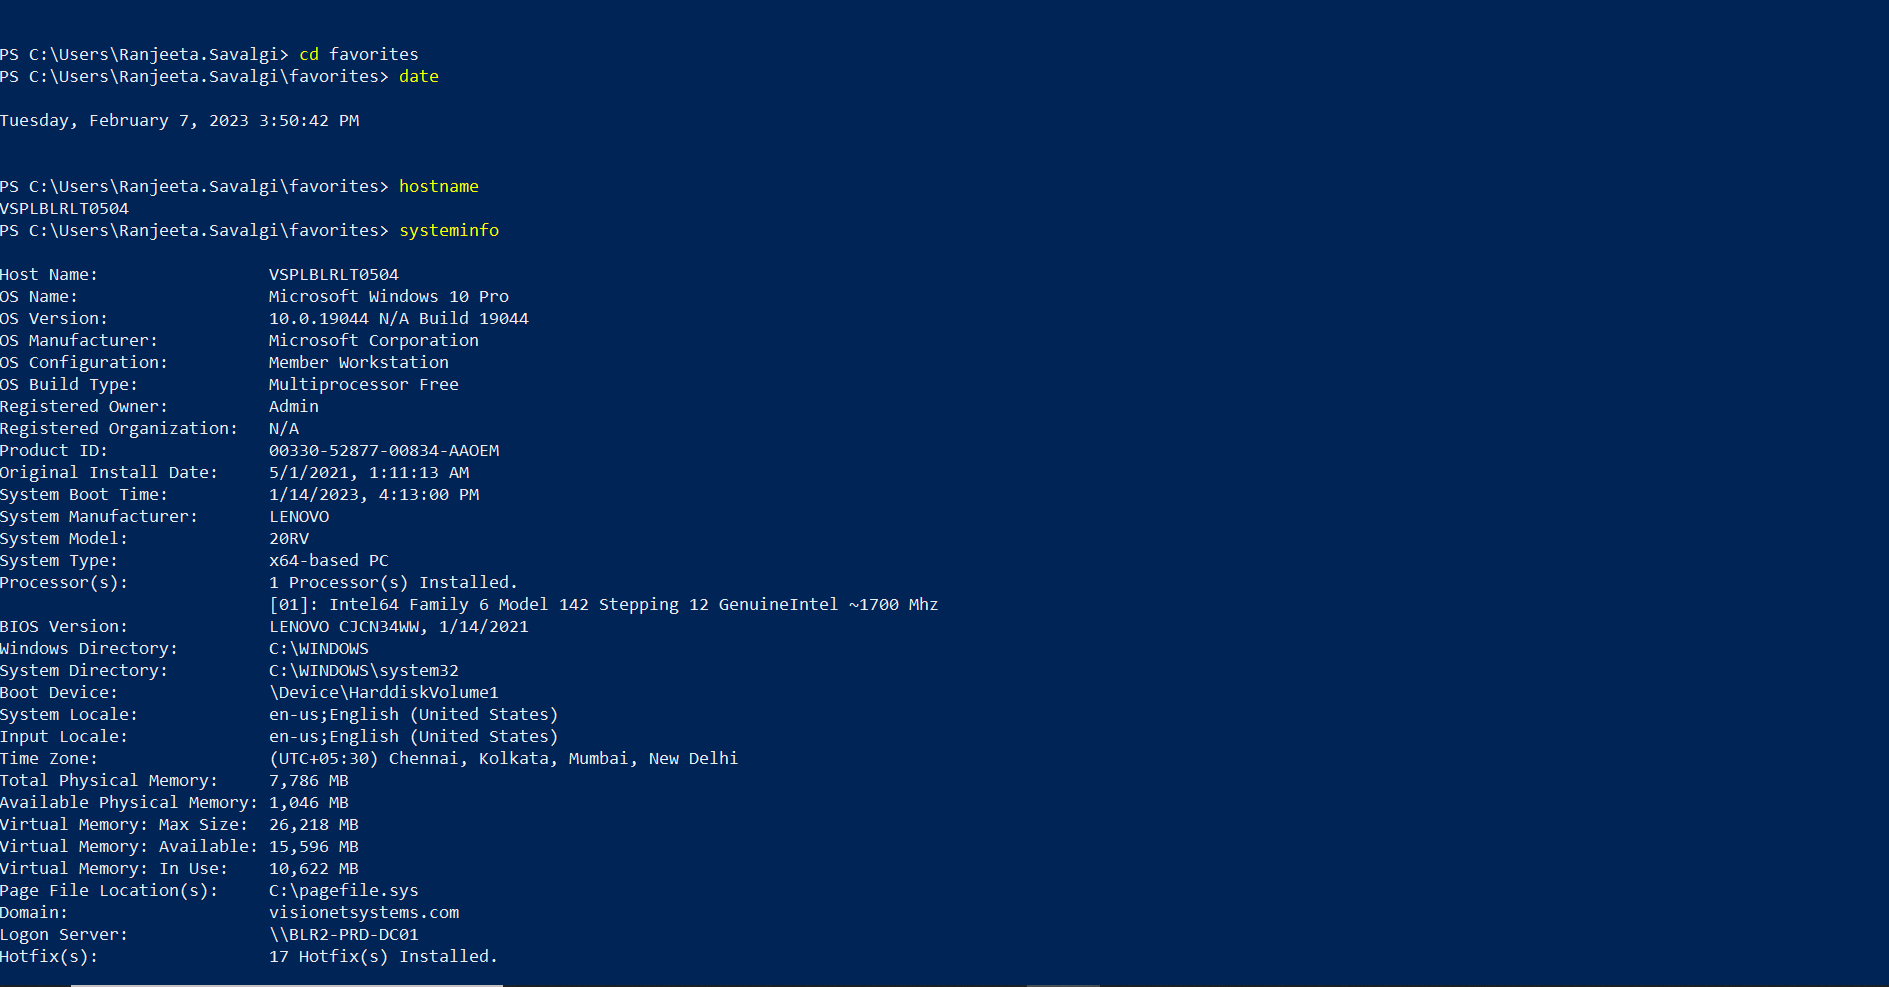 PS C:\Users\Ranjeeta.Savalgi> cd favorites
PS C:\Users\Ranjeeta.Savalgi\favorites> date
Tuesday, February 7, 2023 3:50:42 PM
PS C:\Users\Ranjeeta.Savalgi\favorites> hostname
VSPLBLRLT0504
PS C:\Users\Ranjeeta.Savalgi\favorites> systeminfo
Host Name: VSPLBLRLT0504
OS Name: Microsoft Windows 10 Pro
OS Version: 10.0.19044 N/A Build 19044
OS Manufacturer: Microsoft Corporation
OS Configuration: Member Workstation
OS Build Type: Multiprocessor Free
Registered Owner: Admin
Registered Organization: N/A
Product ID: 00330-52877-00834-AAOEM
Original Install Date: 5/1/2021, 1:11:13 AM
System Boot Time: 1/14/2023, 4:13:00 PM
System Manufacturer: LENOVO
System Model: 20RV
System Type: x64-based PC
Processor(s): 1 Processor(s) Installed.
[01]: Intel64 Family 6 Model 142 Stepping 12 GenuineIntel ~1700 Mhz
BIOS Version: LENOVO CJCN34WW, 1/14/2021
Windows Directory: C:\WINDOWS
System Directory: C:\WINDOWS\system32
Boot Device: \Device\HarddiskVolume1
System Locale: en-us;English (United States)
Input Locale: en-us;English (United States)
Time Zone: (UTC+05:30) Chennai, Kolkata, Mumbai, New Delhi
Total Physical Memory: 7,786 MB
Available Physical Memory: 1,046 MB
Virtual Memory: Max Size: 26,218 MB
Virtual Memory: Available: 15,596 MB
Virtual Memory: In Use: 10,622 MB
Page File Location(s): C:\pagefile.sys
Domain: visionetsystems.com
Logon Server: \\BLR2-PRD-DC01
Hotfix(s): 17 Hotfix(s) Installed.